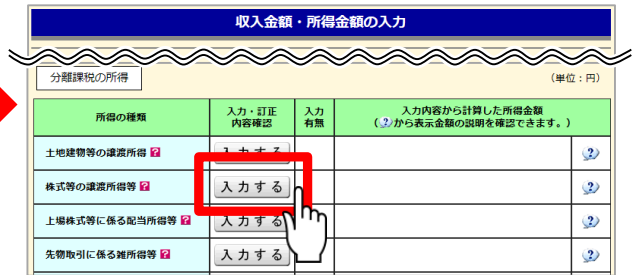 収入金額・所得金額の入力
分離課税の所得
(単位：円)
所得の種類
入力・訂正
内容確認
入力
有無
入力内容から計算した所得金額
(?から表示金額の説明を確認できます。)
土地建物等の譲渡所得 ?
入力する
?
株式等の譲渡所得等 ?
入力する
?
上場株式等に係る配当所得等 ?
入力する
?
先物取引に係る雑所得等 ?
入力する
?